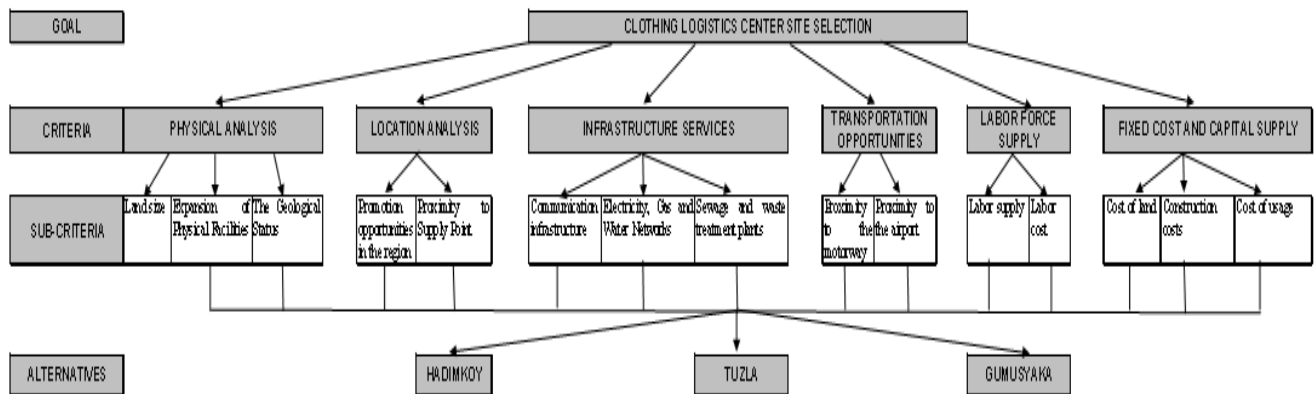 GOAL
CLOTHING LOGISTICS CENTER SITE SELECTION
CRITERIA
PHYSICAL ANALYSIS
LOCATION ANALYSIS
INFRASTRUCTURE SERVICES
TRANSPORTATION
OPPORTUNITIES
LABOR FORCE
SUPPLY
FIXED COST AND CAPITAL SUPPLY
SUB-CRITERIA
Land size
Expansion of
Physical Facilities
The Geological
Status
Promotion
opportunities
in the region
Proximity to
Supply Point
Communication
infrastructure
Electricity, Gas and
Water Networks
Sewage and waste
treatment plants
Proximity
to the
motorway
Proximity to
the airport
Labor supply
Labor
cost
Cost of land
Construction
costs
Cost of usage
ALTERNATIVES
HADIMKOY
TUZLA
GUMUSYAKA